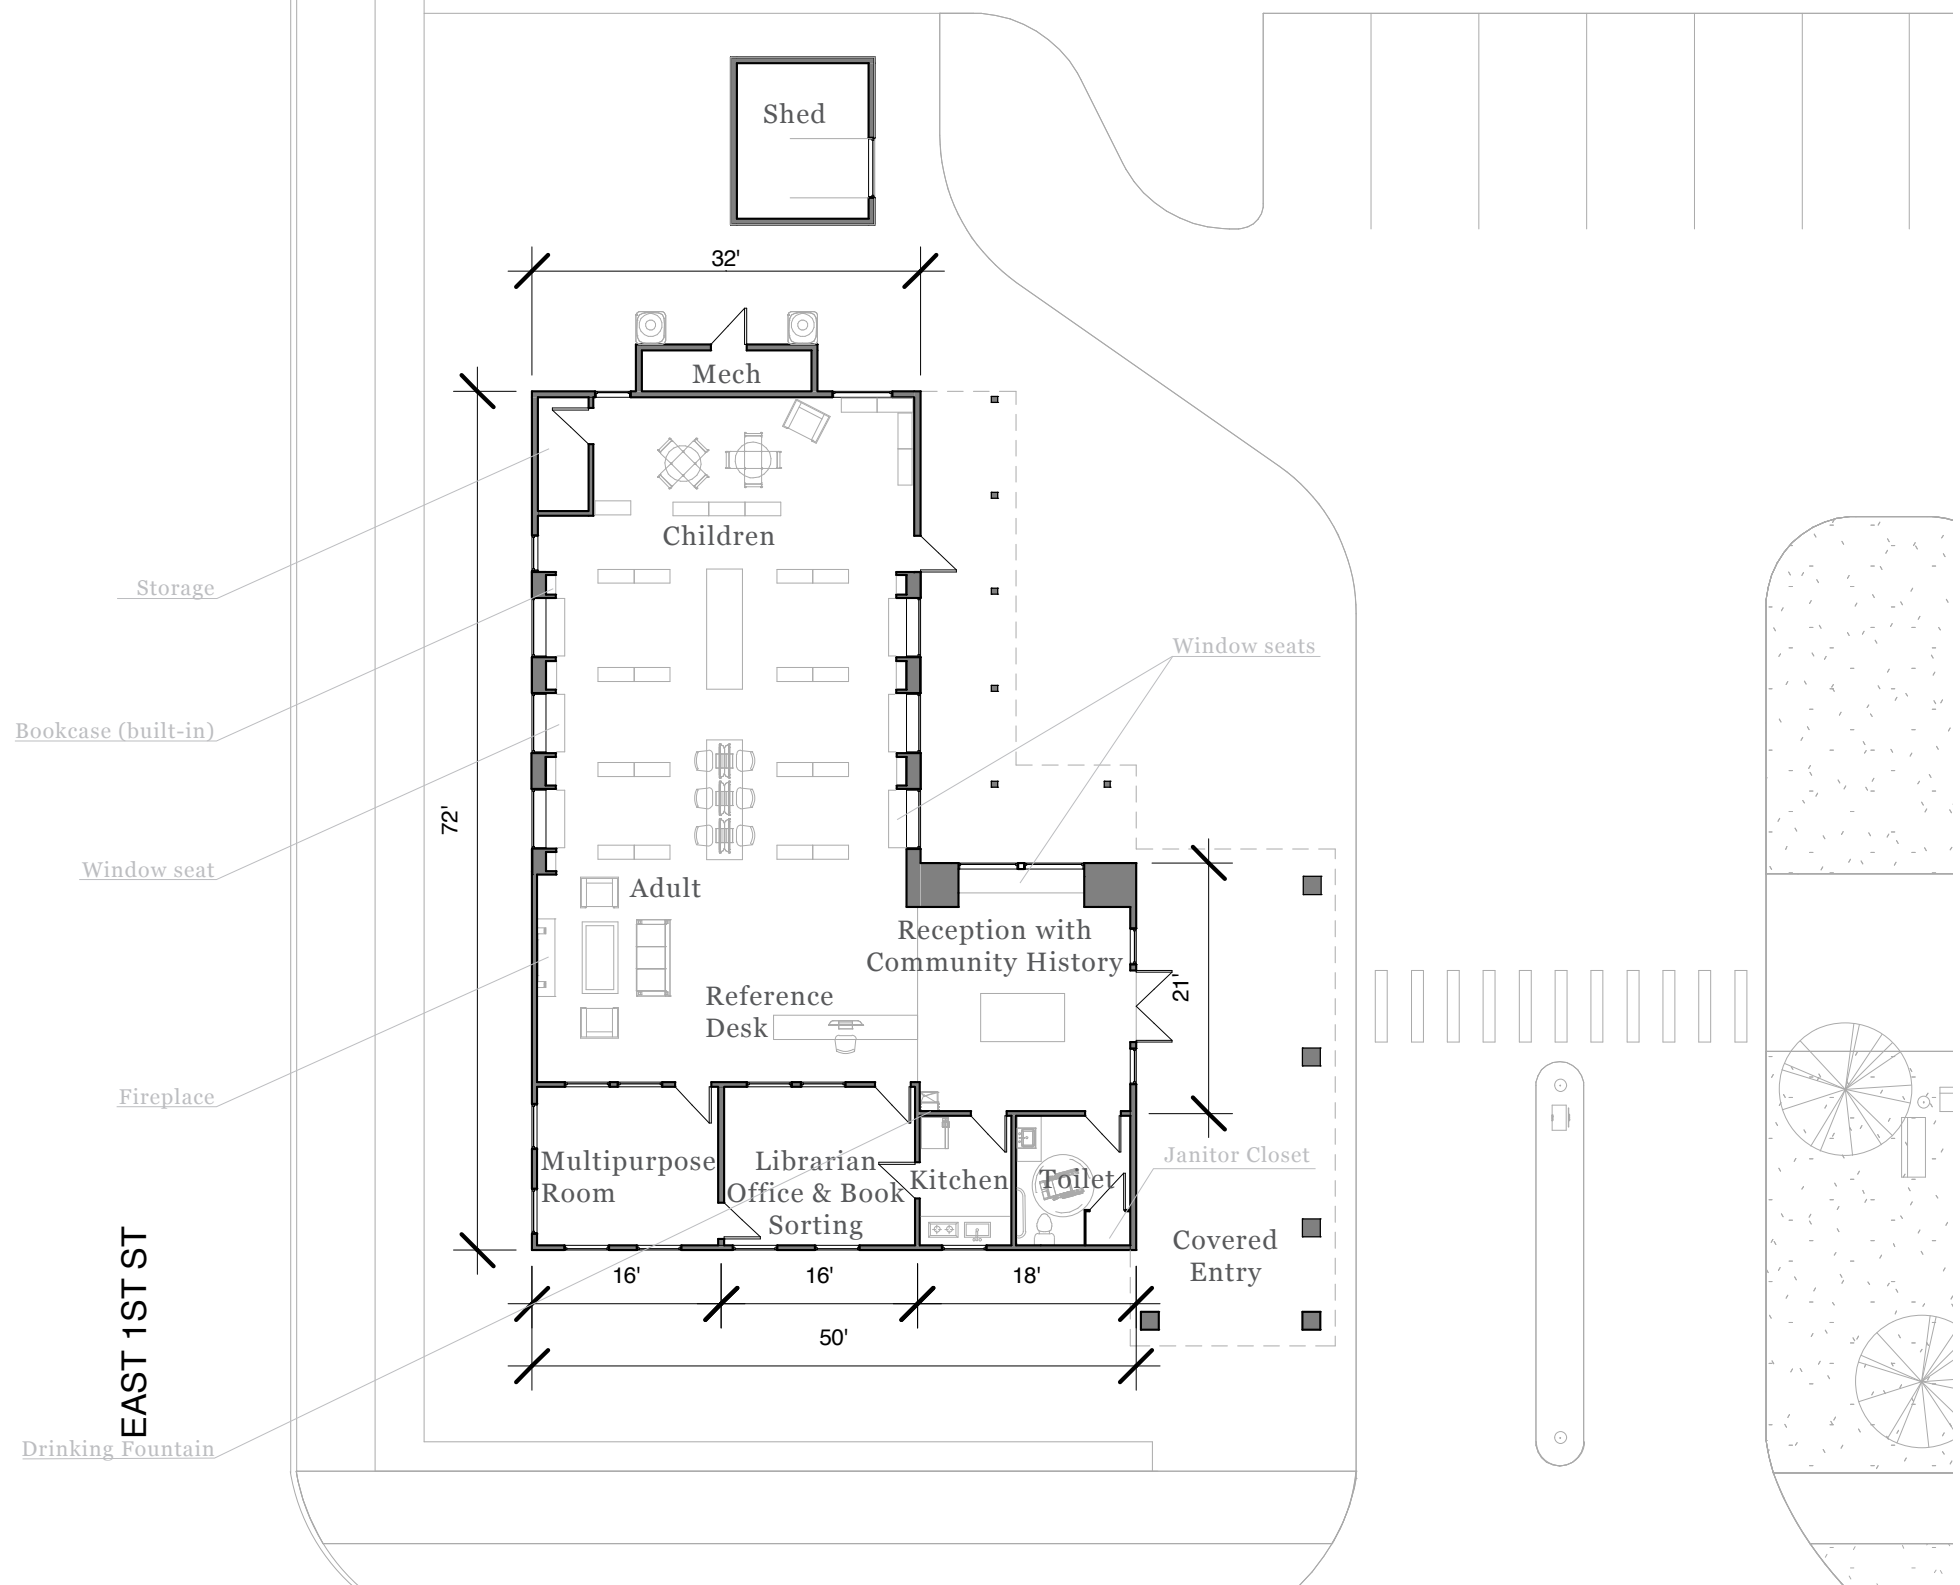 Shed
32'
Mech
Children
Storage
Window seats
Bookcase (built-in)
72'
Window seat
Adult
Reception with
Community History
21'
Reference
Desk
Fireplace
Janitor Closet
Multipurpose
Room
Librarian
Office & Book
Sorting
Kitchen
Toilet
Covered
Entry
16'
16'
18'
50'
EAST 1ST ST
Drinking Fountain